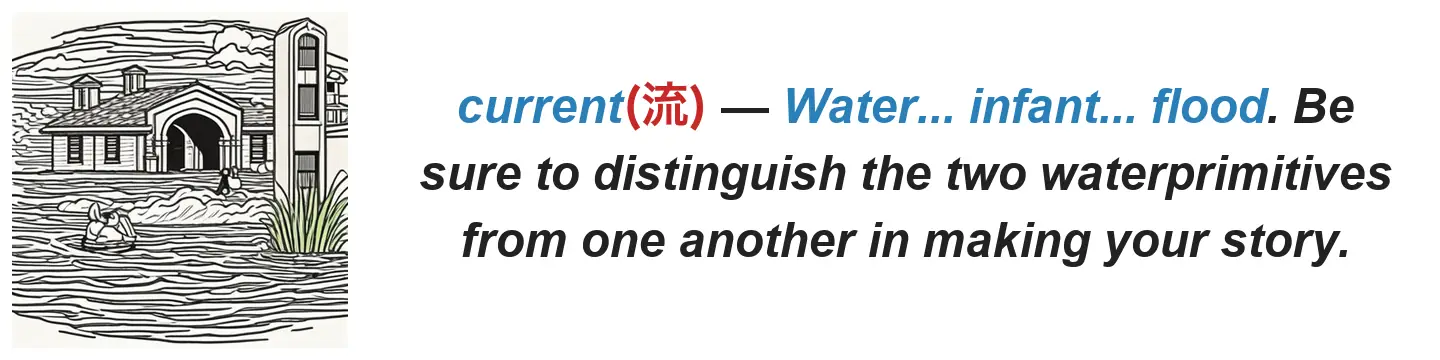 current(流) — Water... infant... flood. Be
sure to distinguish the two waterprimitives
from one another in making your story.